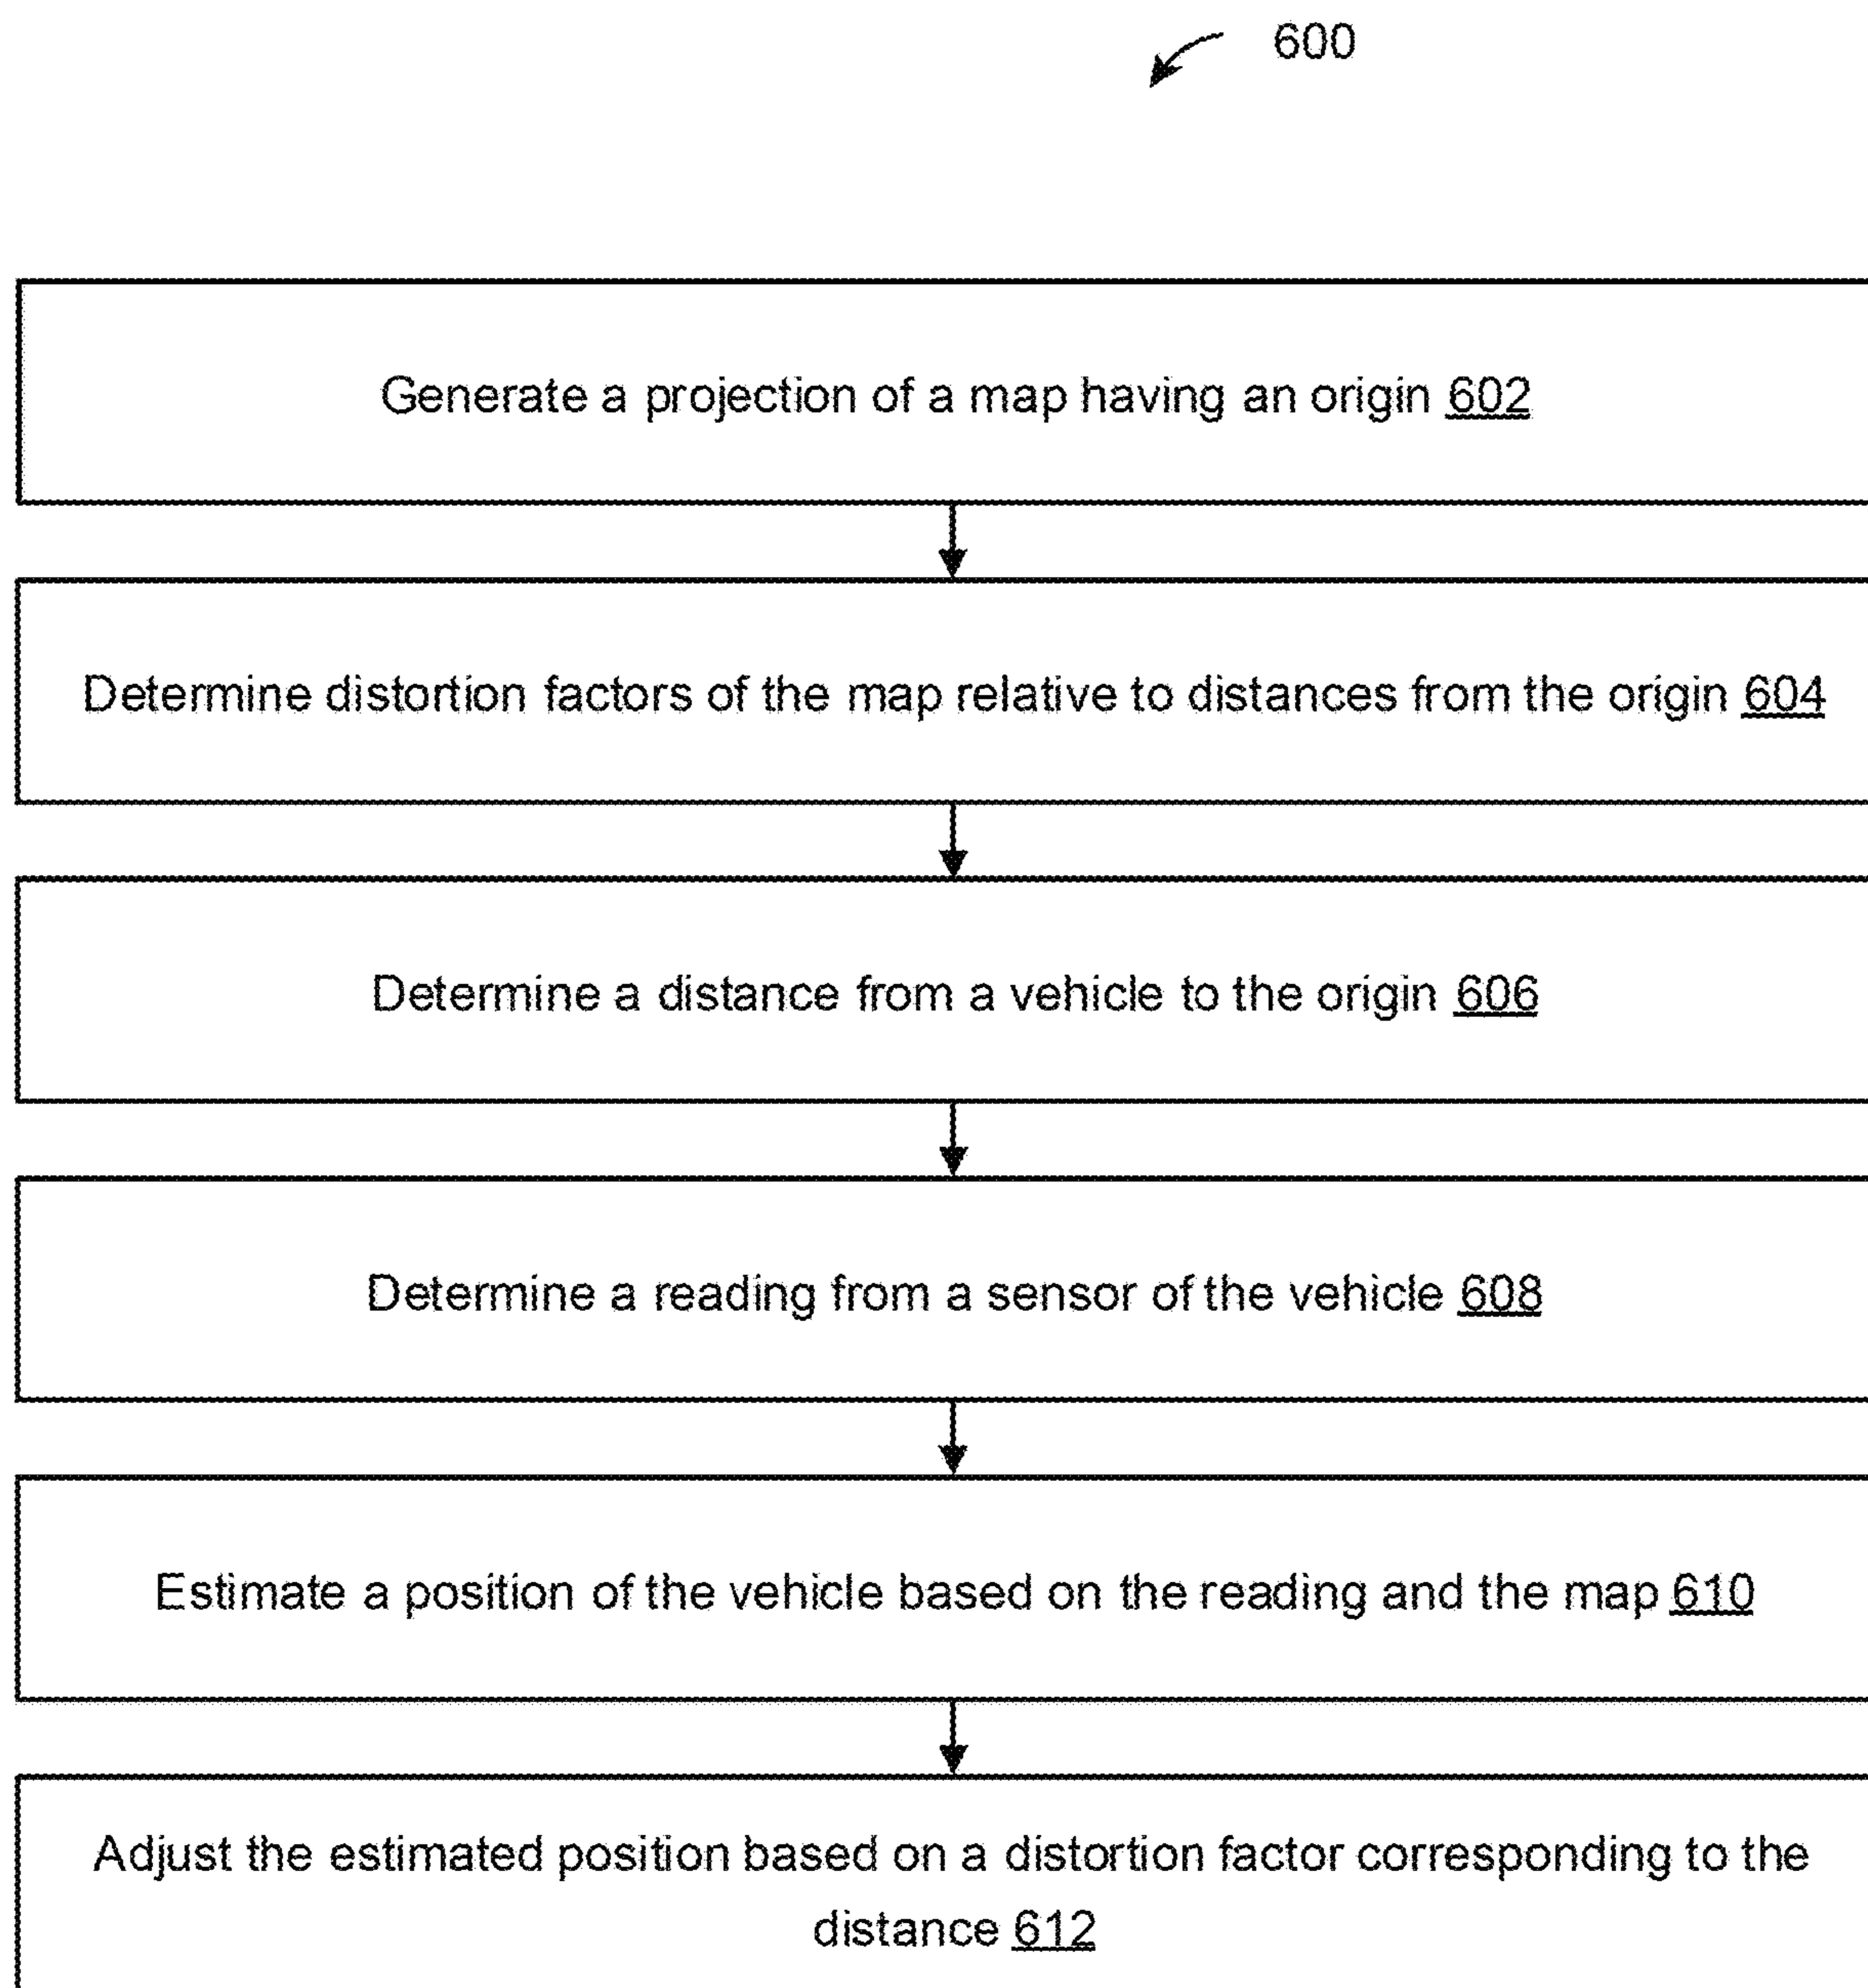 600
Generate a projection of a map having an origin 602
Determine distortion factors of the map relative to distances from the origin 604
Determine a distance from a vehicle to the origin 606
Determine a reading from a sensor of the vehicle 608
Estimate a position of the vehicle based on the reading and the map 610
Adjust the estimated position based on a distortion factor corresponding to the
distance 612